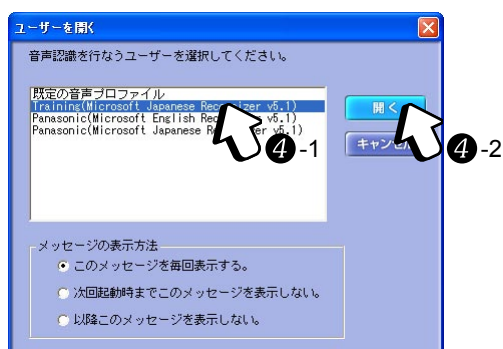 ユーザーを開く
音声認識を行なうユーザーを選択してください。
既定の音声プロファイル
Training(Microsoft Japanese Recognizer v5.1)
Panasonic(Microsoft English Rec v5.1)
Panasonic(Microsoft Japanese R v5.1)
開く
キャンセル
❹-1
❹-2
メッセージの表示方法
このメッセージを毎回表示する。
次回起動時までこのメッセージを表示しない。
以降このメッセージを表示しない。